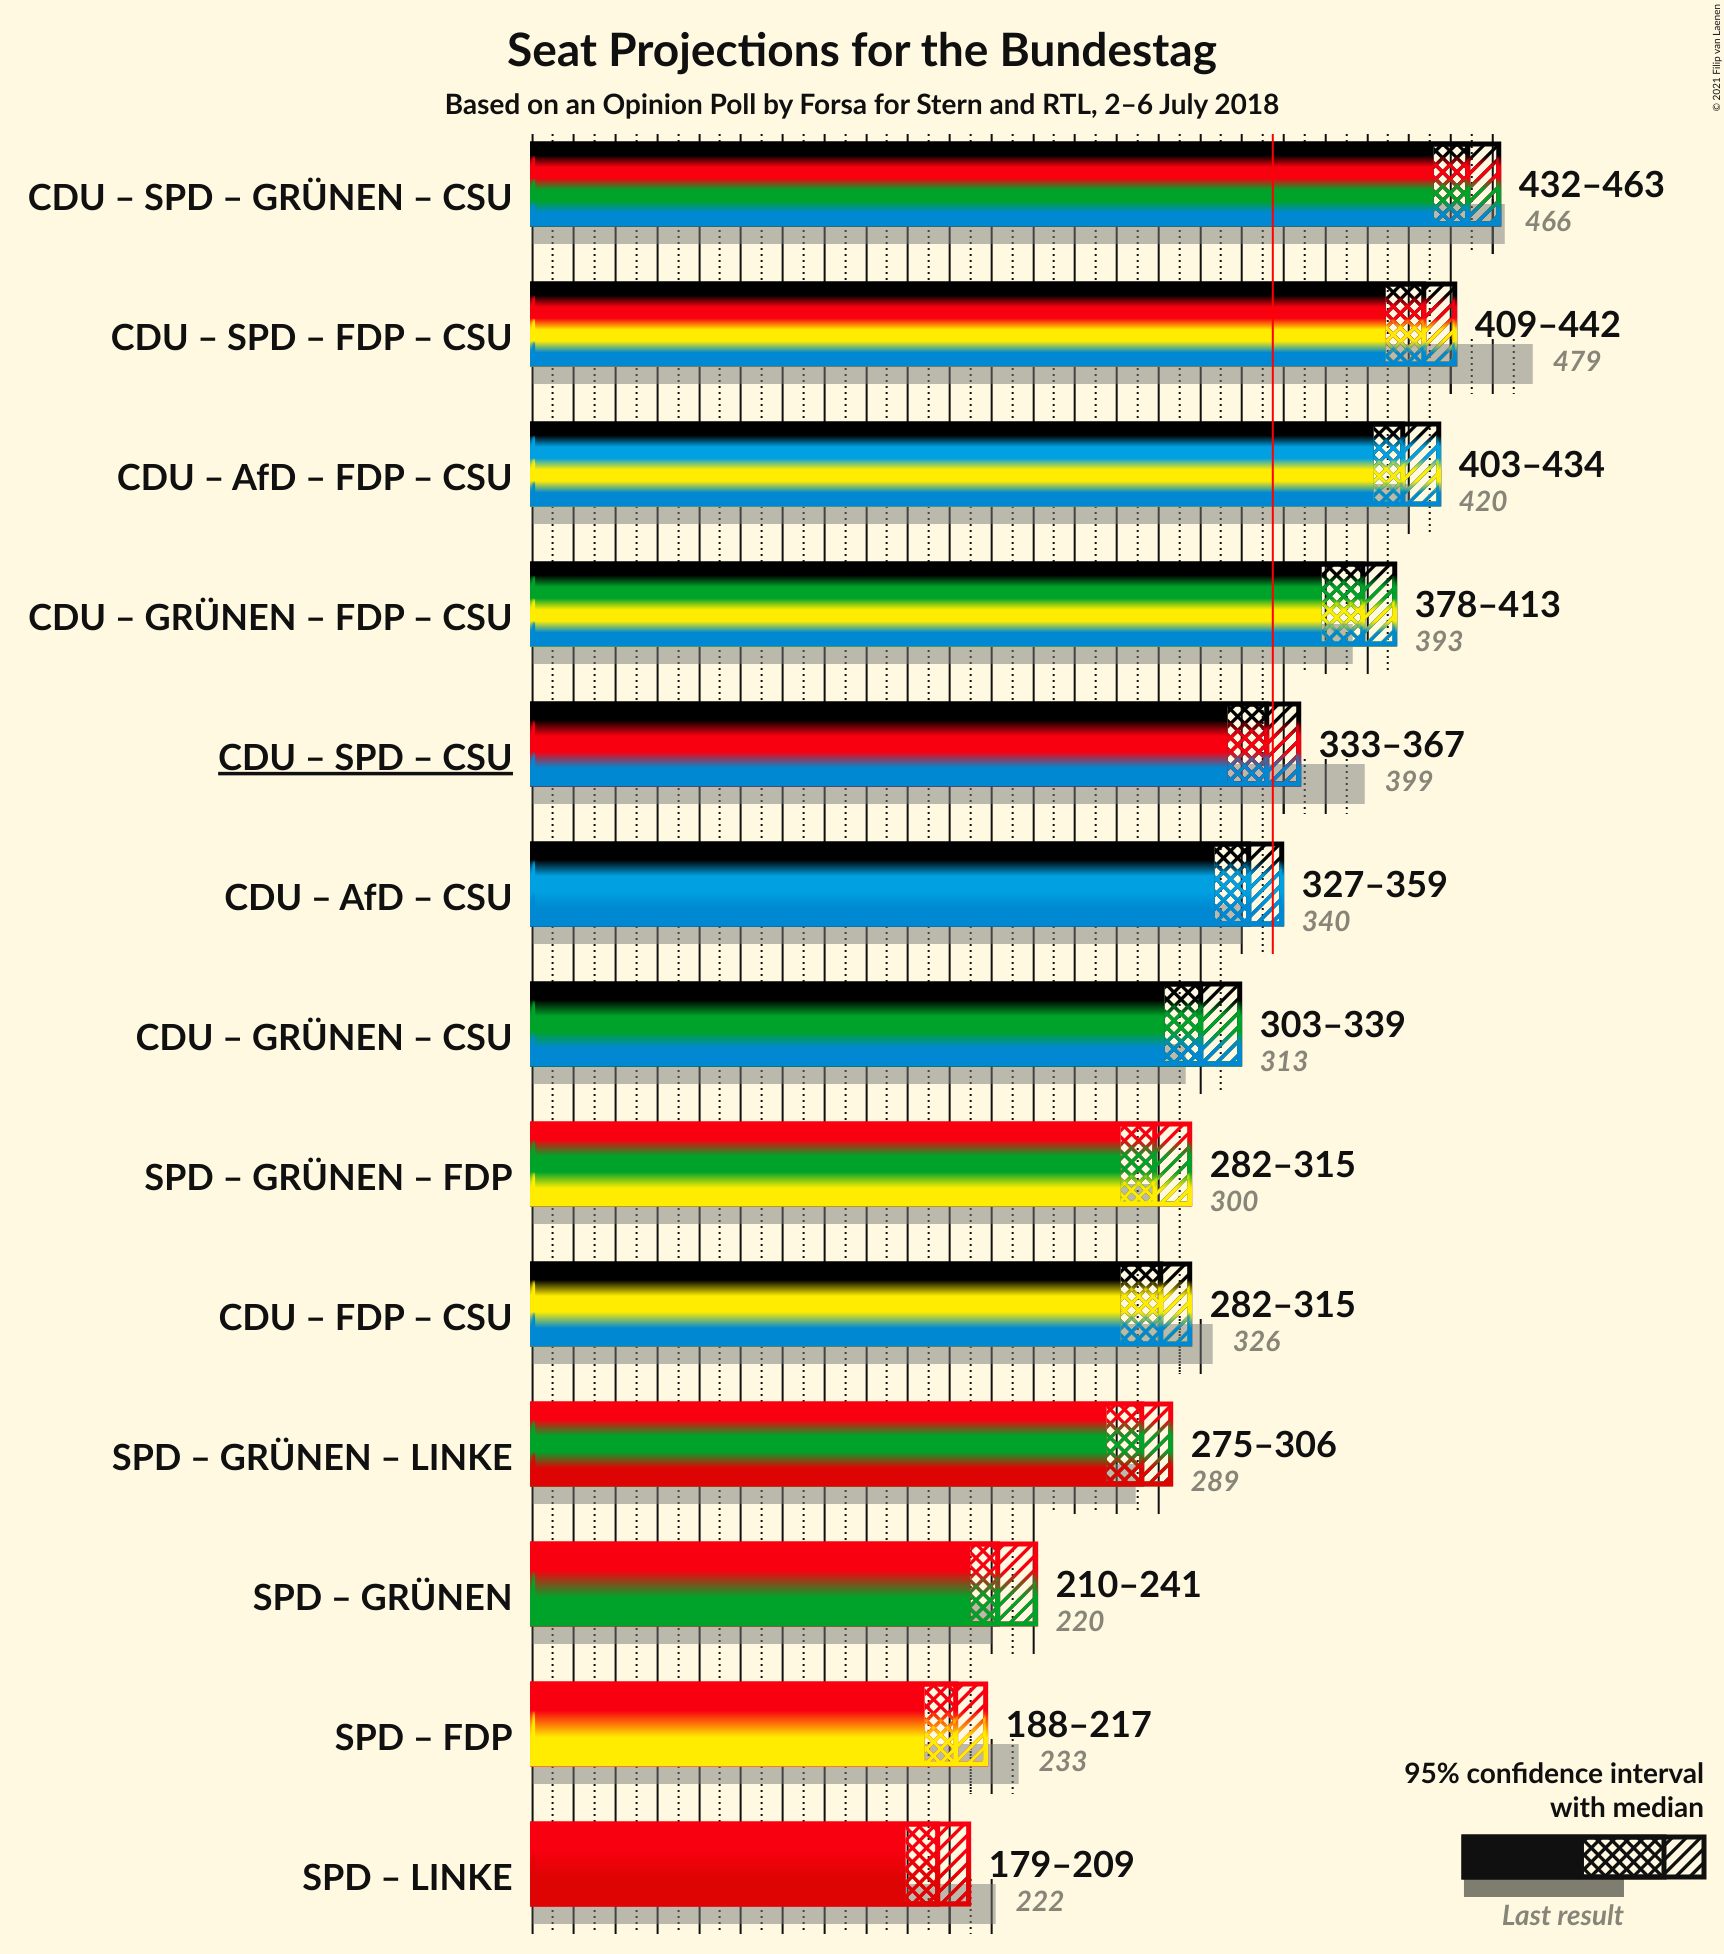 Seat Projections for the Bundestag
Based on an Opinion Poll by Forsa for Stern and RTL, 2–6 July 2018
© 2021 Filip van Laenen
CDU – SPD – GRÜNEN – CSU
432–463
466
CDU – SPD – FDP – CSU
409–442
479
CDU – AfD – FDP – CSU
403–434
420
CDU – GRÜNEN – FDP – CSU
378–413
393
CDU – SPD – CSU
333–367
399
CDU – AfD – CSU
327–359
340
CDU – GRÜNEN – CSU
303–339
313
SPD – GRÜNEN – FDP
282–315
300
CDU – FDP – CSU
282–315
326
SPD – GRÜNEN – LINKE
275–306
289
SPD – GRÜNEN
210–241
220
SPD – FDP
188–217
233
SPD – LINKE
179–209
222
95% confidence interval
with median
Last result